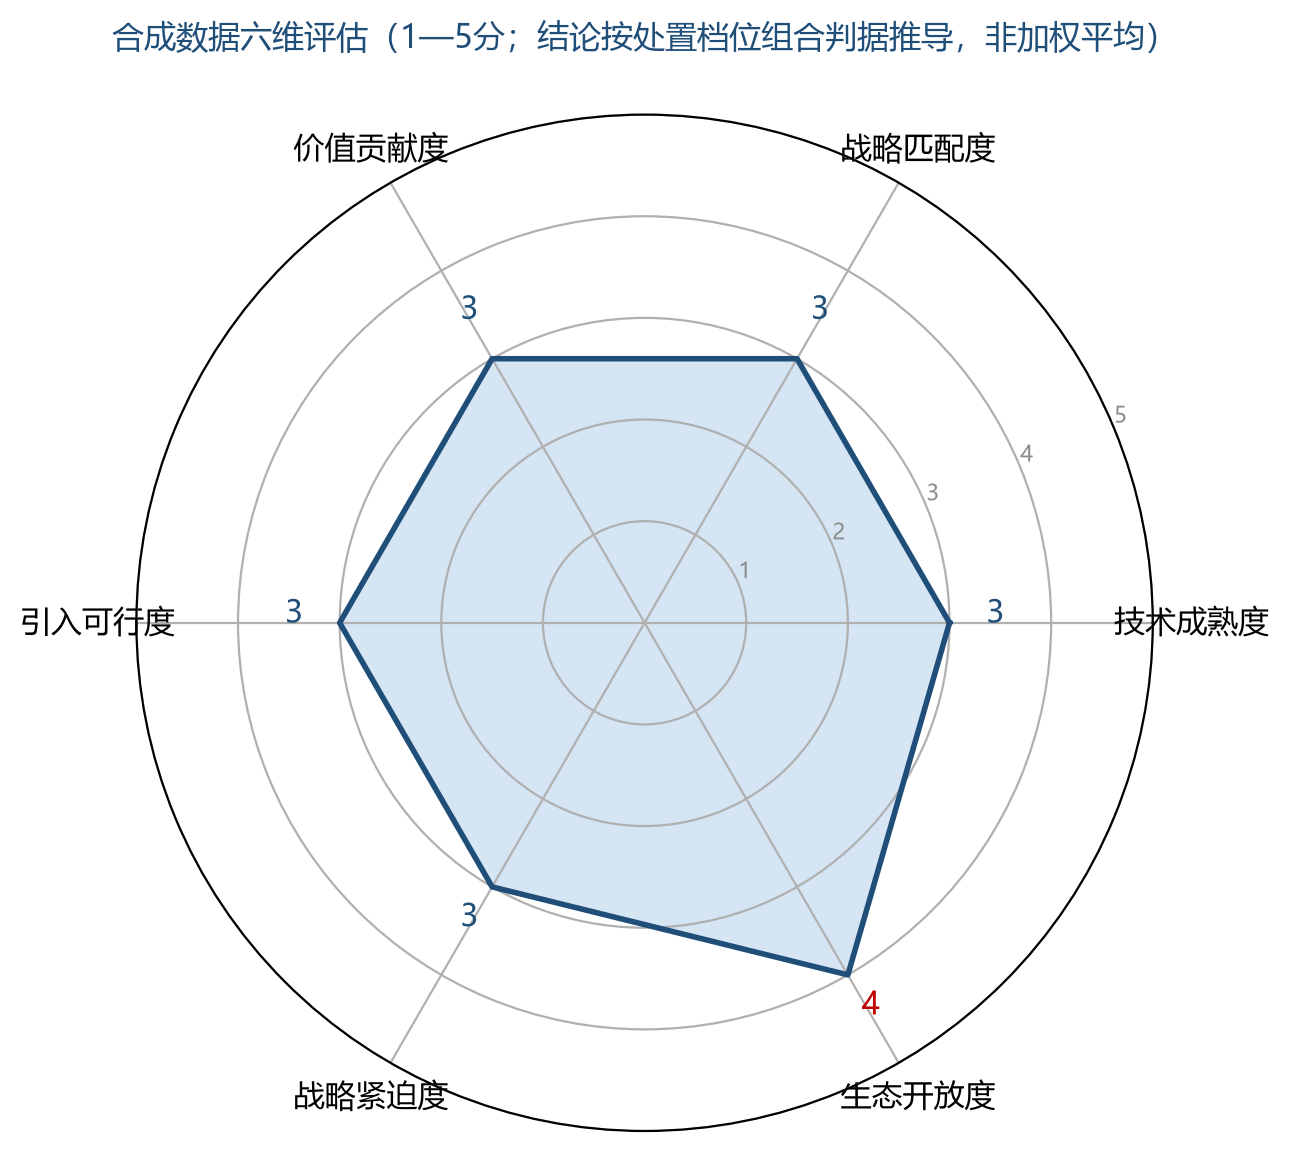 合成数据六维评估（1—5分；结论按处置档位组合判据推导，非加权平均）
价值贡献度
战略匹配度
3
3
5
4
3
2
1
引入可行度
3
3
技术成熟度
3
4
战略紧迫度
生态开放度